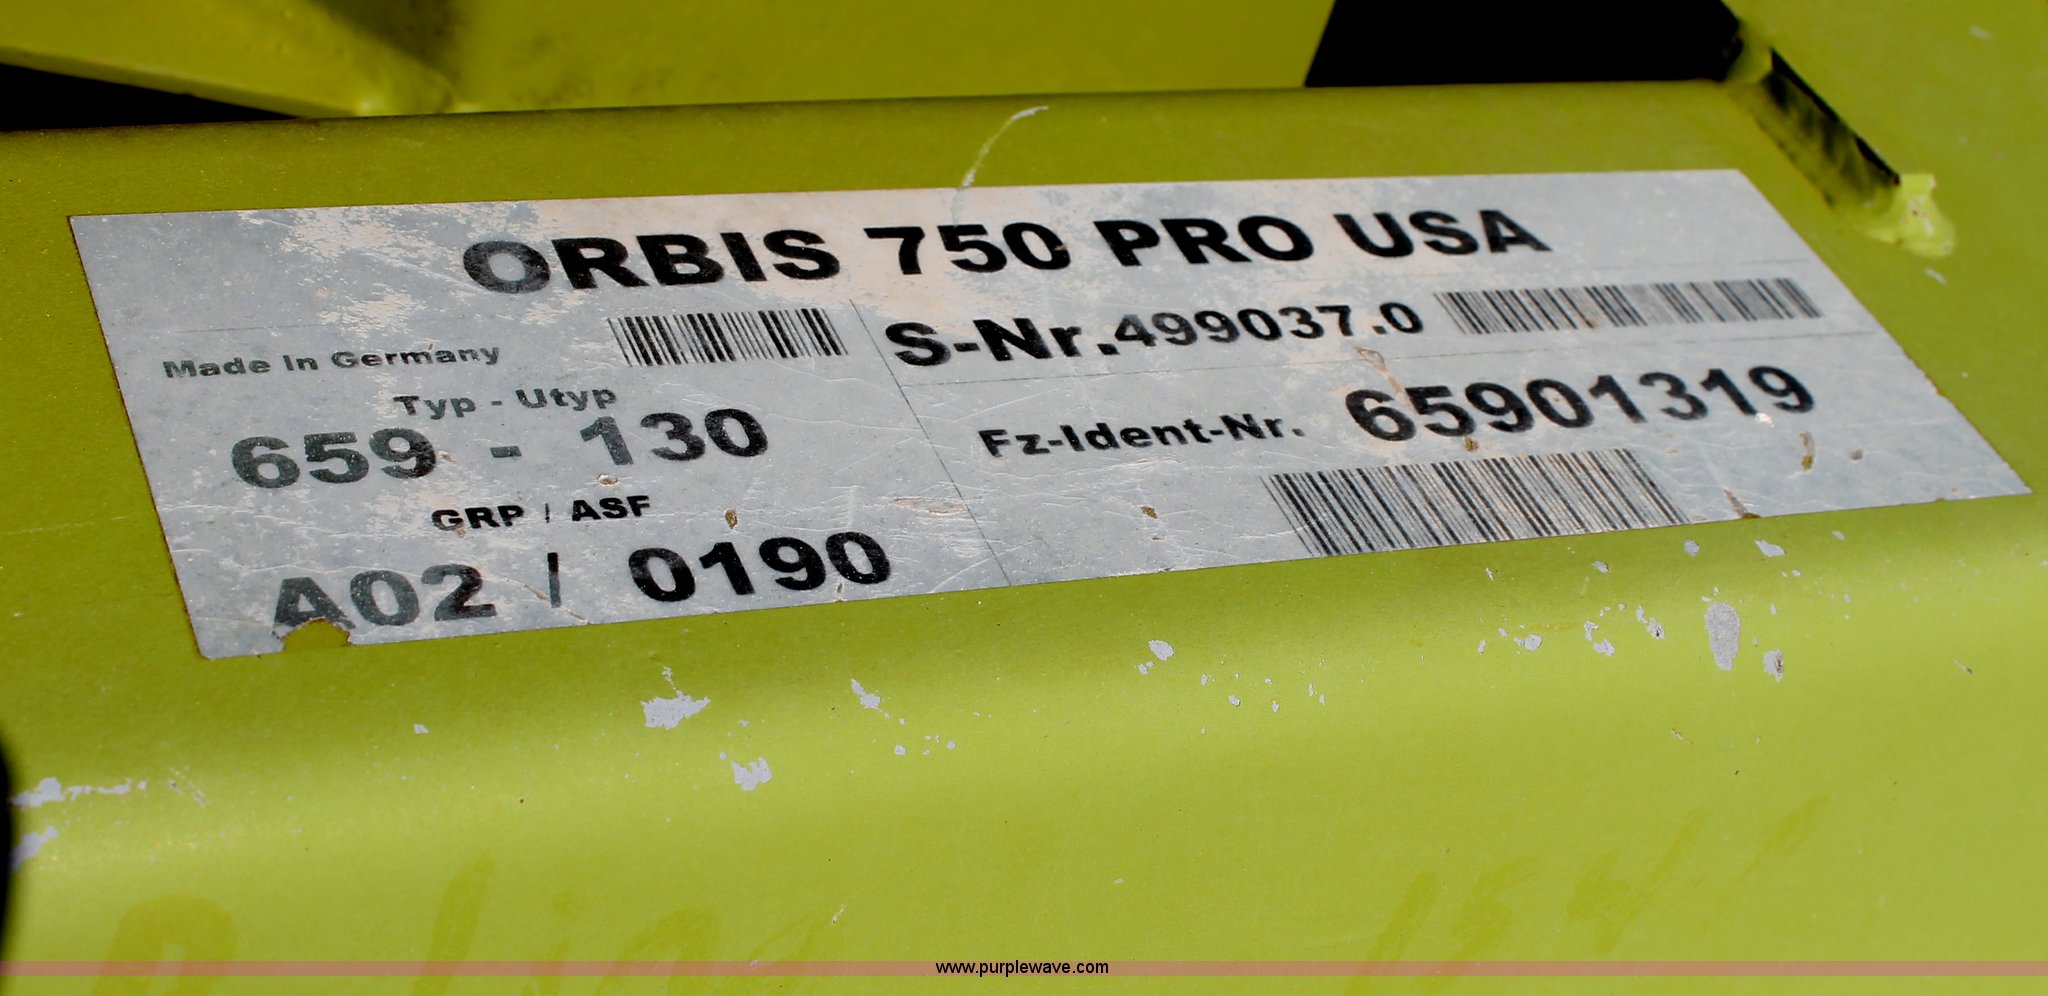 ORBIS 750 PRO USA
Made in Germany
S-Nr.499037.0
Typ - Utyp
659 - 130
Fz-Ident-Nr. 65901319
GRP / ASF
A02 / 0190
www.purplewave.com